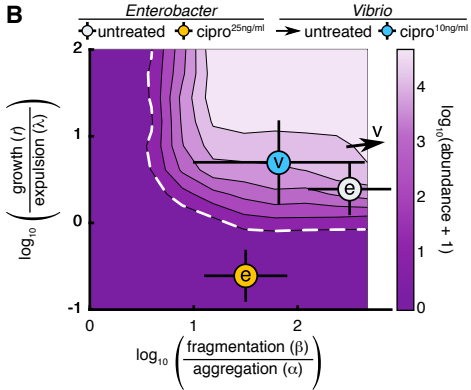 B
Enterobacter Vibrio
untreated cipro25ng/ml untreated cipro10ng/ml
log10 (growth (r) / expulsion (λ))
2
1
0
-1
v
v
e
e
0 1 2
log10 (fragmentation (β) / aggregation (α))
4
3
2
1
0
log10(abundance + 1)